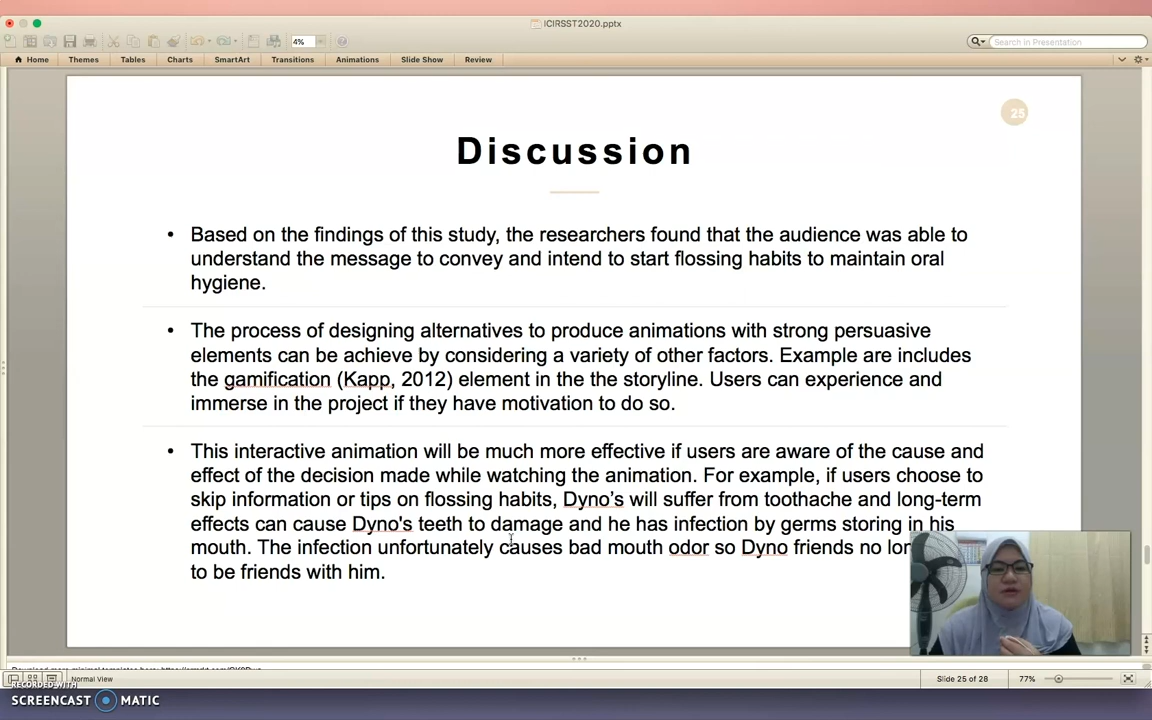 ICIRSST2020.pptx
4%
Search in Presentation
Home Themes Tables Charts SmartArt Transitions Animations Slide Show Review
25
Discussion
• Based on the findings of this study, the researchers found that the audience was able to
understand the message to convey and intend to start flossing habits to maintain oral
hygiene.
• The process of designing alternatives to produce animations with strong persuasive
elements can be achieve by considering a variety of other factors. Example are includes
the gamification (Kapp, 2012) element in the the storyline. Users can experience and
immerse in the project if they have motivation to do so.
• This interactive animation will be much more effective if users are aware of the cause and
effect of the decision made while watching the animation. For example, if users choose to
skip information or tips on flossing habits, Dyno's will suffer from toothache and long-term
effects can cause Dyno's teeth to damage and he has infection by germs storing in his
mouth. The infection unfortunately causes bad mouth odor so Dyno friends no lon
to be friends with him.
Normal View
Slide 25 of 28
77%
RECORDED WITH
SCREENCAST MATIC